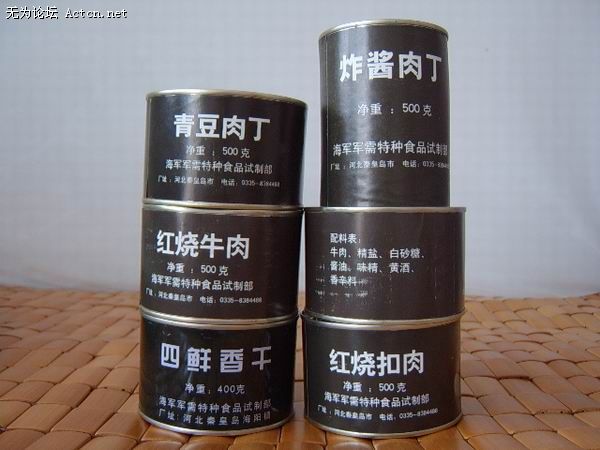 无为论坛 Actcn.net
青豆肉丁
净重：500克
海军军需特种食品试制部
厂址：河北秦皇岛市 电话：0335-8384468
红烧牛肉
净重：500克
海军军需特种食品试制部
厂址：河北秦皇岛市 电话：0335-8384468
四鲜香干
净重：400克
海军军需特种食品试制部
厂址：河北秦皇岛海阳镇
炸酱肉丁
净重：500克
海军军需特种食品试制部
厂址：河北秦皇岛市 电话：0335-8384468
配料表：
牛肉、精盐、白砂糖、
酱油、味精、黄酒、
香辛料
红烧扣肉
净重：500克
海军军需特种食品试制部
厂址：河北秦皇岛市 电话：0335-8384468